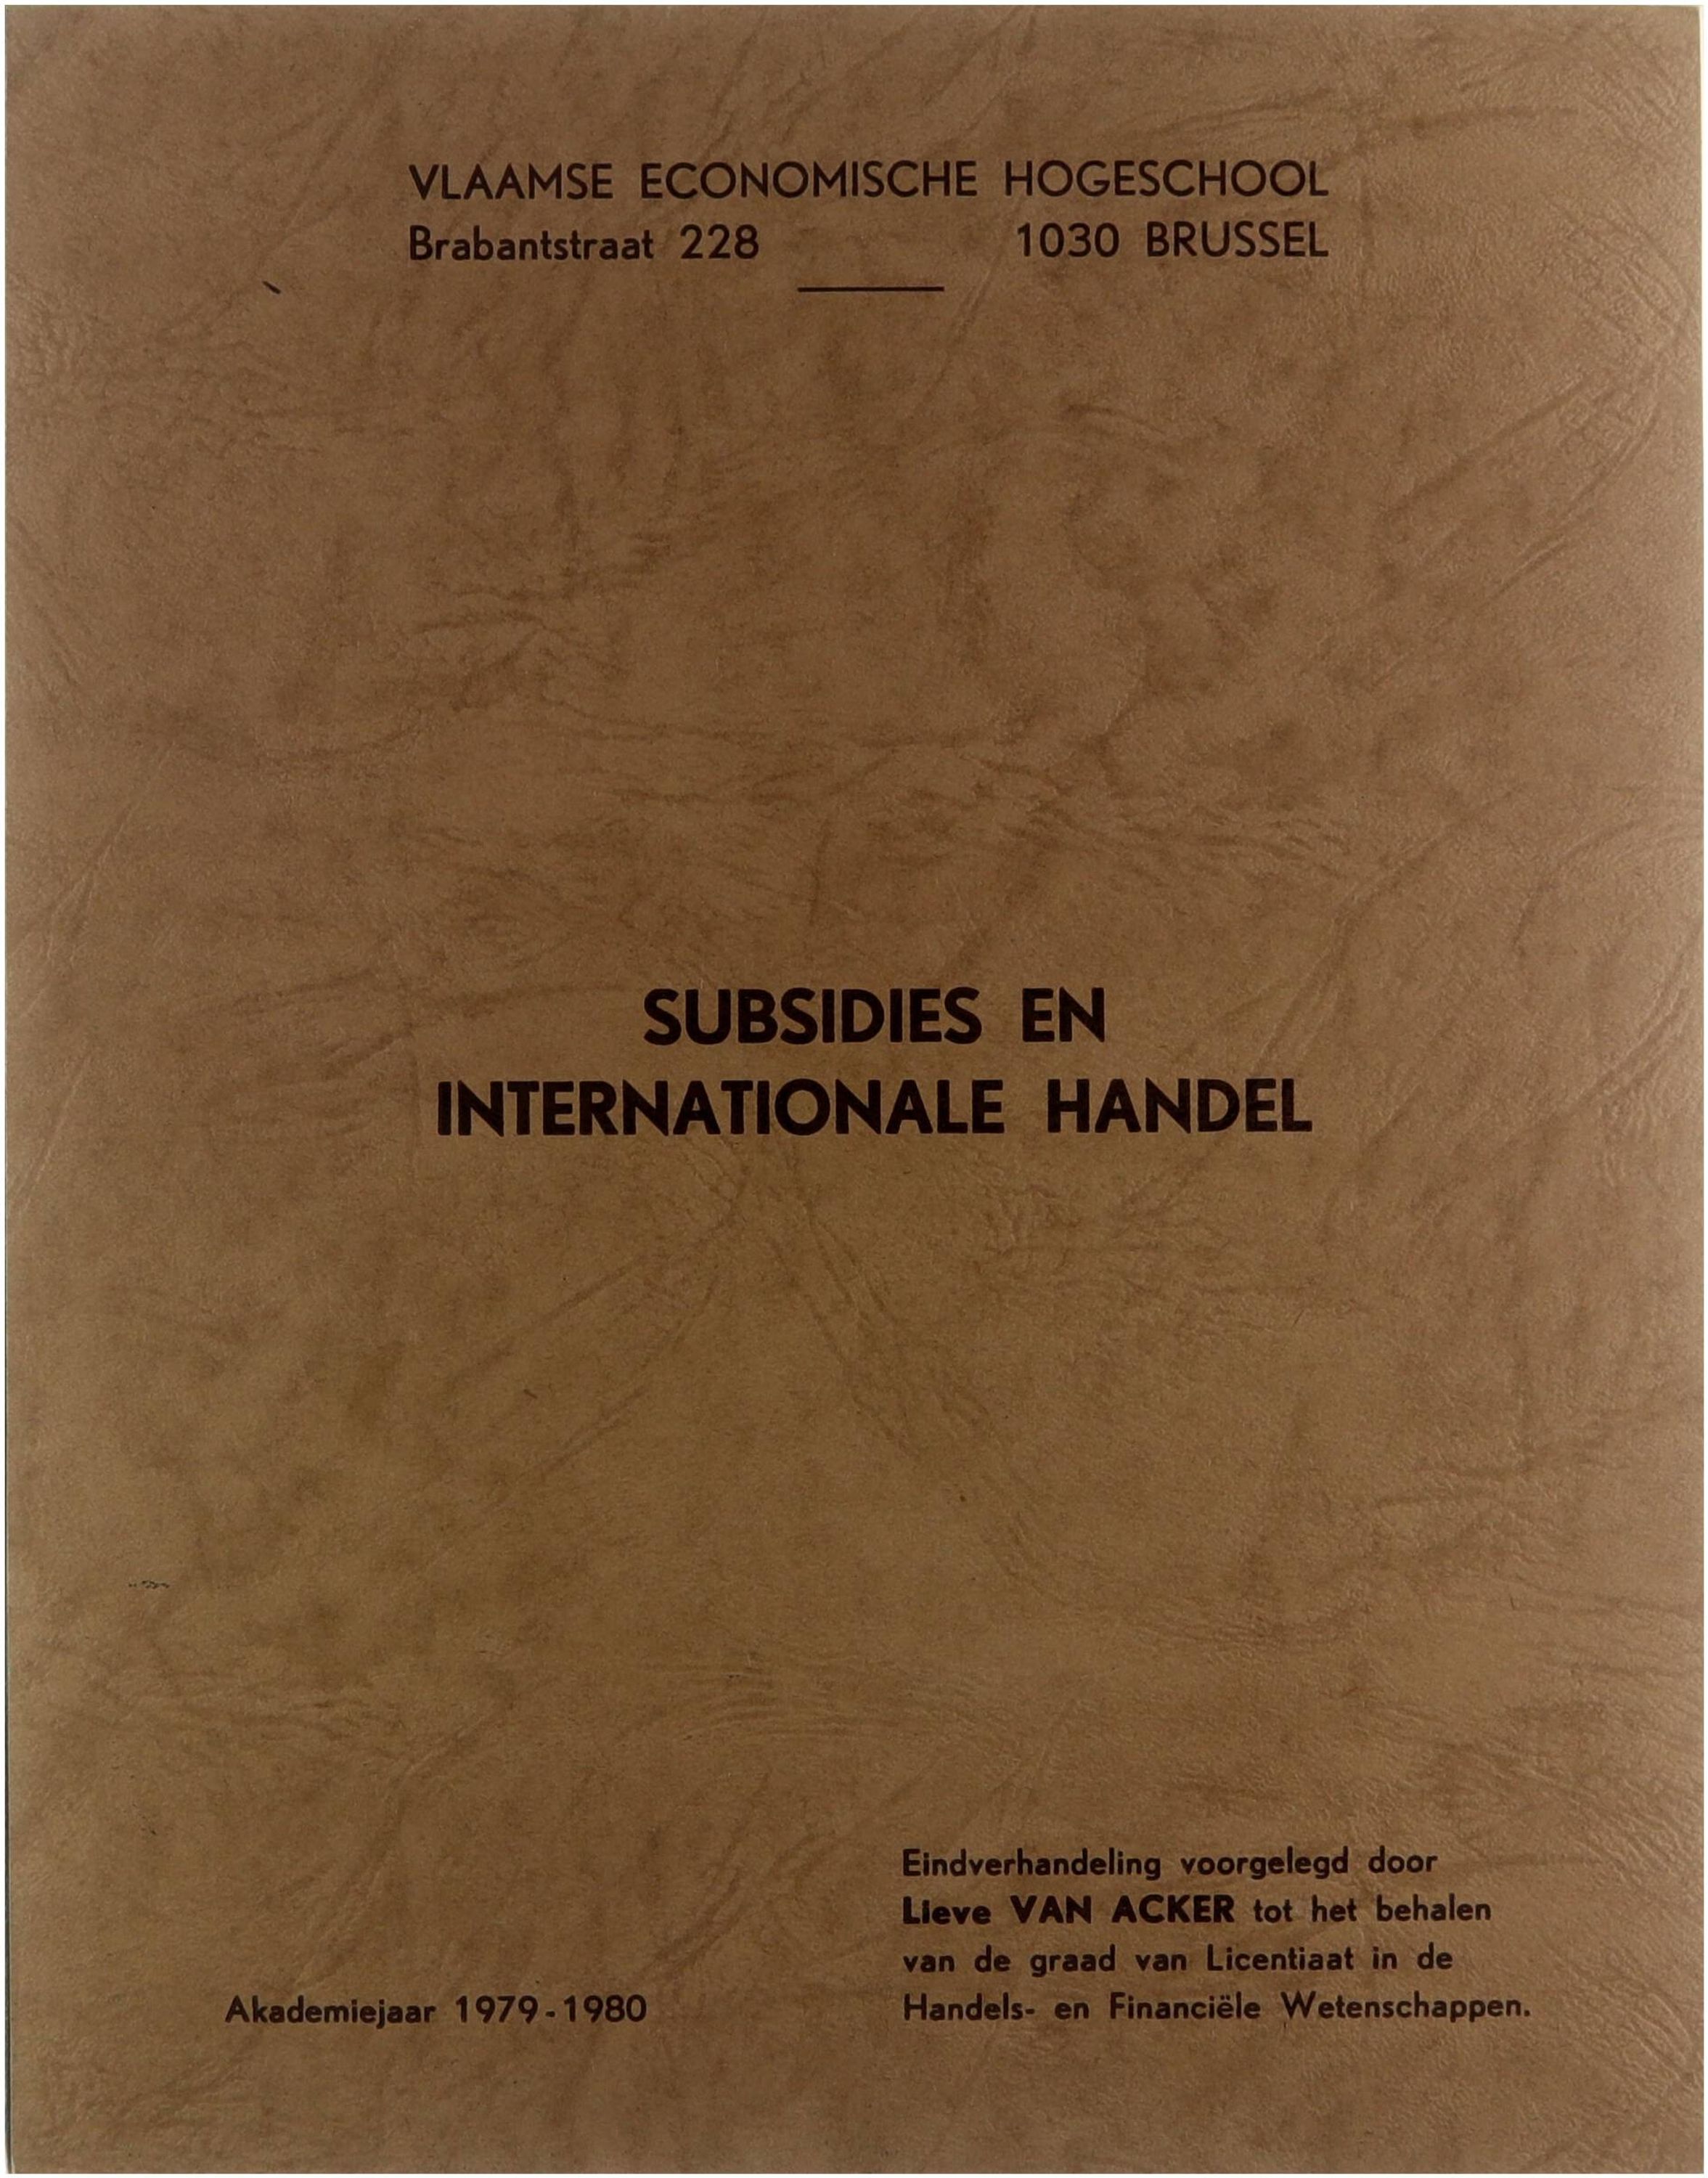 VLAAMSE ECONOMISCHE HOGESCHOOL
Brabantstraat 228 1030 BRUSSEL
SUBSIDIES EN
INTERNATIONALE HANDEL
Eindverhandeling voorgelegd door
Lieve VAN ACKER tot het behalen
van de graad van Licentiaat in de
Handels- en Financiële Wetenschappen.
Akademiejaar 1979-1980